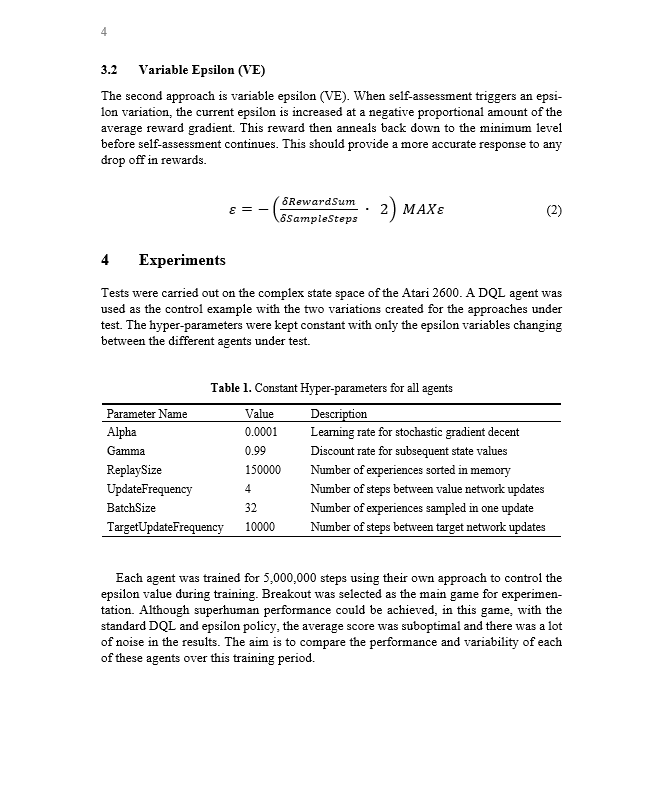 4
3.2 Variable Epsilon (VE)
The second approach is variable epsilon (VE). When self-assessment triggers an epsi-
lon variation, the current epsilon is increased at a negative proportional amount of the
average reward gradient. This reward then anneals back down to the minimum level
before self-assessment continues. This should provide a more accurate response to any
drop off in rewards.
ε = −(δRewardSum/δSampleSteps · 2) MAXε (2)
4 Experiments
Tests were carried out on the complex state space of the Atari 2600. A DQL agent was
used as the control example with the two variations created for the approaches under
test. The hyper-parameters were kept constant with only the epsilon variables changing
between the different agents under test.
Table 1. Constant Hyper-parameters for all agents
Parameter Name Value Description
Alpha 0.0001 Learning rate for stochastic gradient decent
Gamma 0.99 Discount rate for subsequent state values
ReplaySize 150000 Number of experiences sorted in memory
UpdateFrequency 4 Number of steps between value network updates
BatchSize 32 Number of experiences sampled in one update
TargetUpdateFrequency 10000 Number of steps between target network updates
Each agent was trained for 5,000,000 steps using their own approach to control the
epsilon value during training. Breakout was selected as the main game for experimen-
tation. Although superhuman performance could be achieved, in this game, with the
standard DQL and epsilon policy, the average score was suboptimal and there was a lot
of noise in the results. The aim is to compare the performance and variability of each
of these agents over this training period.